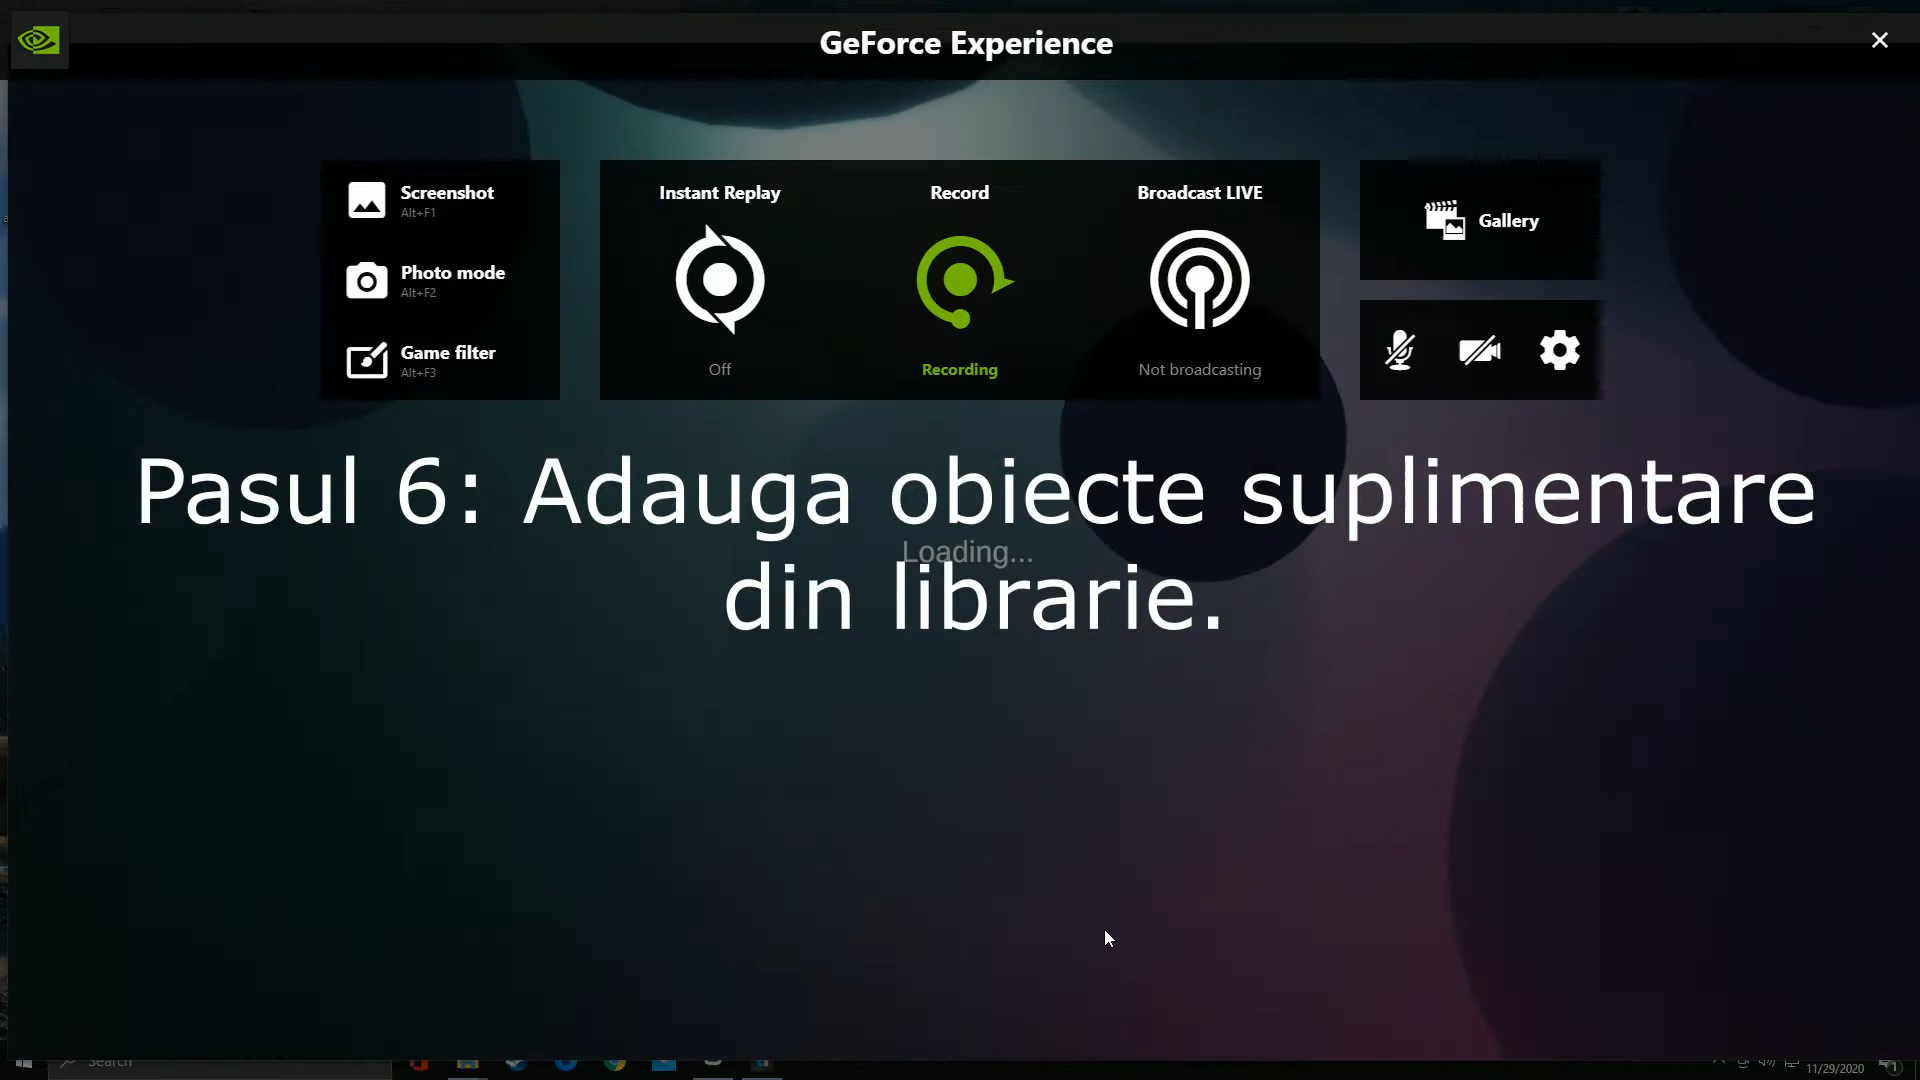 GeForce Experience
Screenshot
Alt+F1
Photo mode
Alt+F2
Game filter
Alt+F3
Instant Replay
Off
Record
Recording
Broadcast LIVE
Not broadcasting
Gallery
Pasul 6: Adauga obiecte suplimentare
Loading...
din librarie.
Search
11/29/2020